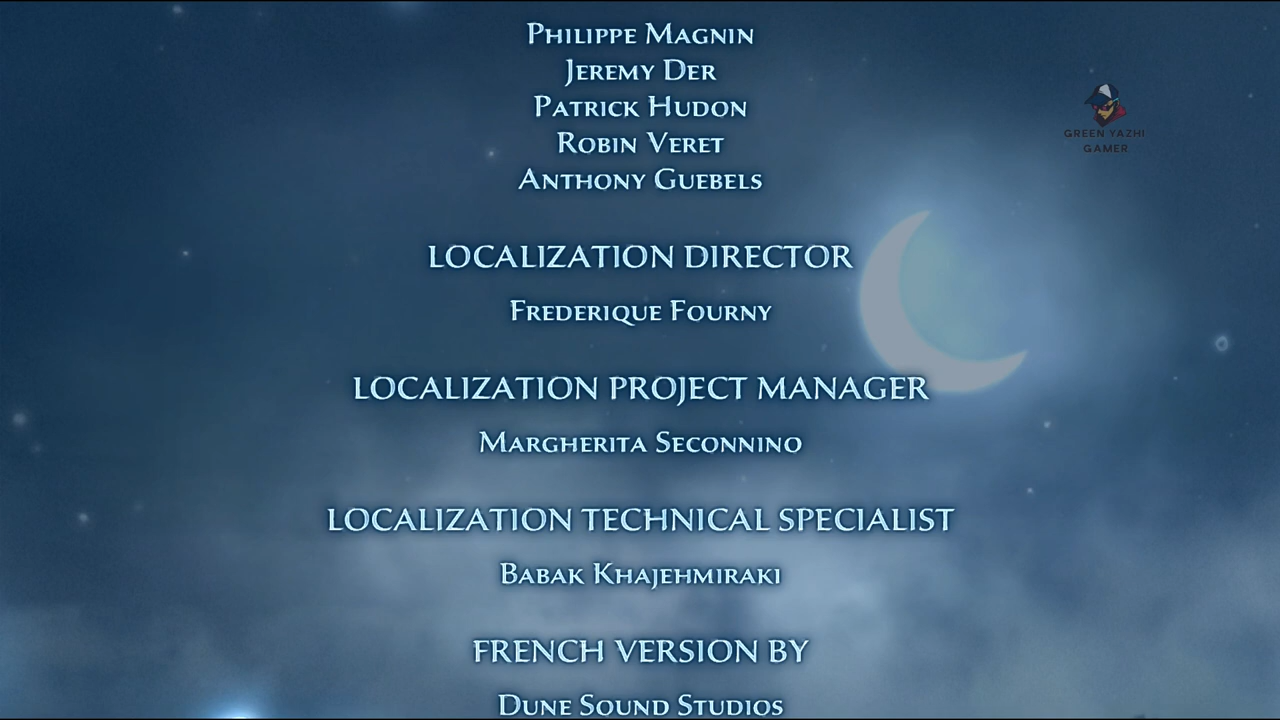 Philippe Magnin
Jeremy Der
Patrick Hudon
Robin Veret
Anthony Guebels
GREEN YAZHI
GAMER
LOCALIZATION DIRECTOR
Frederique Fourny
LOCALIZATION PROJECT MANAGER
Margherita Seconnino
LOCALIZATION TECHNICAL SPECIALIST
Babak Khajehmiraki
FRENCH VERSION BY
Dune Sound Studios